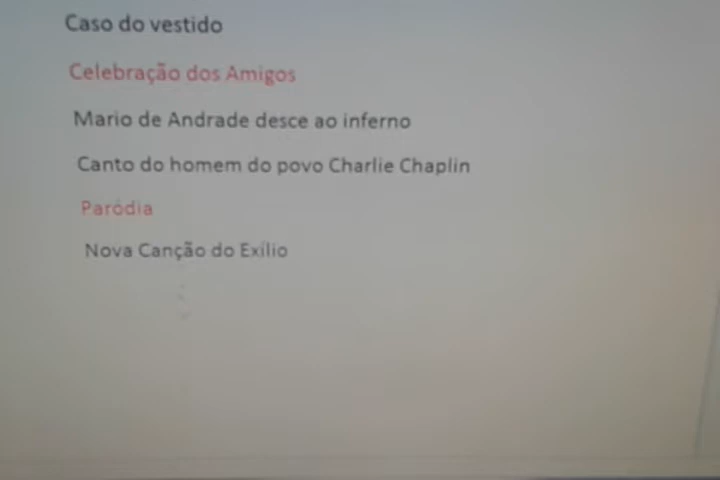 Caso do vestido
Celebração dos Amigos
Mario de Andrade desce ao inferno
Canto do homem do povo Charlie Chaplin
Paródia
Nova Canção do Exílio